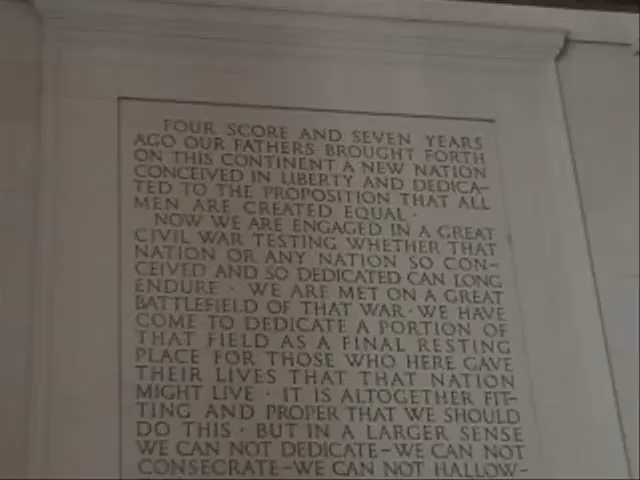 FOUR SCORE AND SEVEN YEARS
AGO OUR FATHERS BROUGHT FORTH
ON THIS CONTINENT A NEW NATION
CONCEIVED IN LIBERTY AND DEDICA-
TED TO THE PROPOSITION THAT ALL
MEN ARE CREATED EQUAL ·
NOW WE ARE ENGAGED IN A GREAT
CIVIL WAR TESTING WHETHER THAT
NATION OR ANY NATION SO CON-
CEIVED AND SO DEDICATED CAN LONG
ENDURE · WE ARE MET ON A GREAT
BATTLEFIELD OF THAT WAR · WE HAVE
COME TO DEDICATE A PORTION OF
THAT FIELD AS A FINAL RESTING
PLACE FOR THOSE WHO HERE GAVE
THEIR LIVES THAT THAT NATION
MIGHT LIVE · IT IS ALTOGETHER FIT-
TING AND PROPER THAT WE SHOULD
DO THIS · BUT IN A LARGER SENSE
WE CAN NOT DEDICATE–WE CAN NOT
CONSECRATE–WE CAN NOT HALLOW–